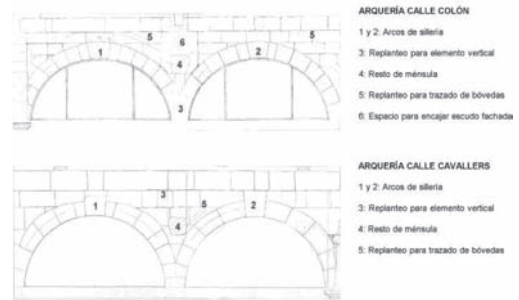 ARQUERÍA CALLE COLÓN
1 y 2: Arcos de sillería
3: Replanteo para elemento vertical
4: Resto de ménsula
5: Replanteo para trazado de bóvedas
6: Espacio para encajar escudo fachada
1
5
6
4
3
2
5
ARQUERÍA CALLE CAVALLERS
1 y 2: Arcos de sillería
3: Replanteo para elemento vertical
4: Resto de ménsula
5: Replanteo para trazado de bóvedas
1
3
5
4
2